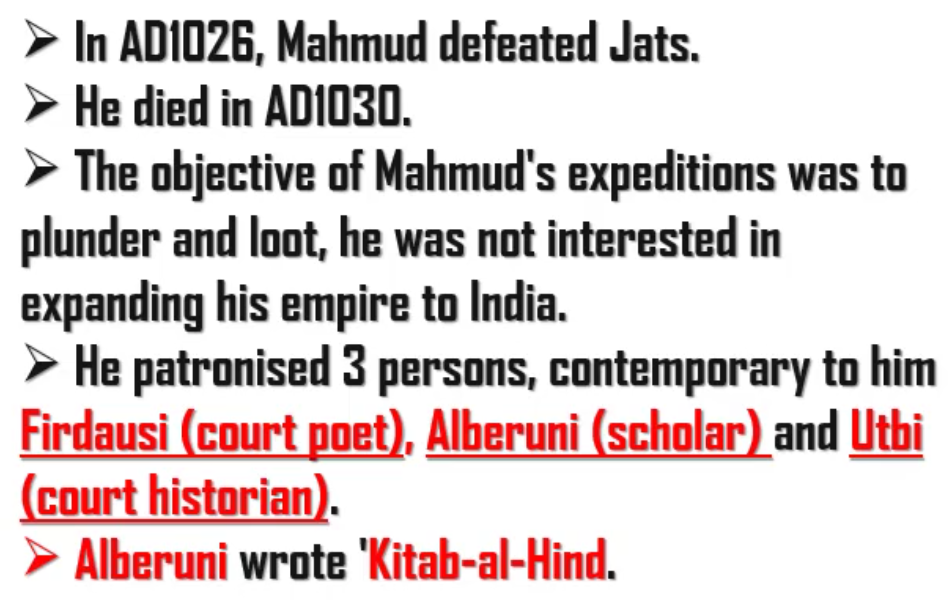 ➢ In AD1026, Mahmud defeated Jats.
➢ He died in AD1030.
➢ The objective of Mahmud's expeditions was to
plunder and loot, he was not interested in
expanding his empire to India.
➢ He patronised 3 persons, contemporary to him
Firdausi (court poet), Alberuni (scholar) and Utbi
(court historian).
➢ Alberuni wrote 'Kitab-al-Hind.